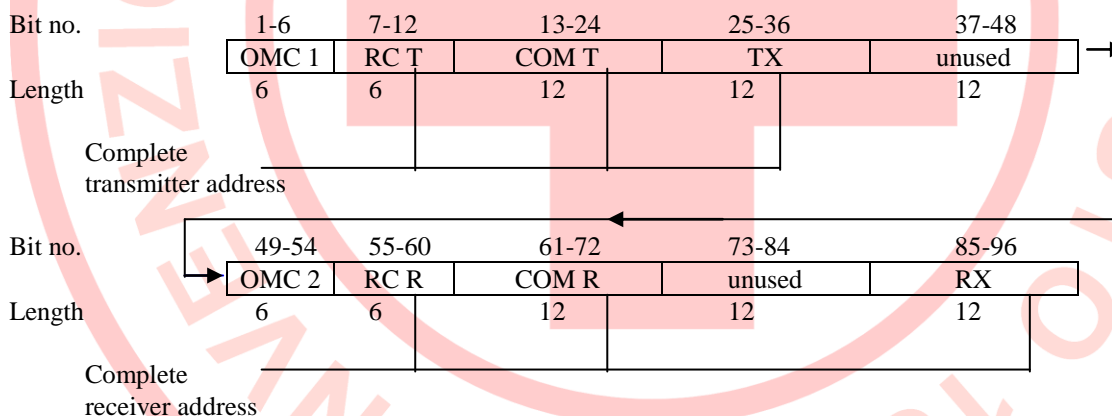 Bit no. 1-6 7-12 13-24 25-36 37-48
OMC 1 RC T COM T TX unused
Length 6 6 12 12 12
Complete
transmitter address
Bit no. 49-54 55-60 61-72 73-84 85-96
OMC 2 RC R COM R unused RX
Length 6 6 12 12 12
Complete
receiver address